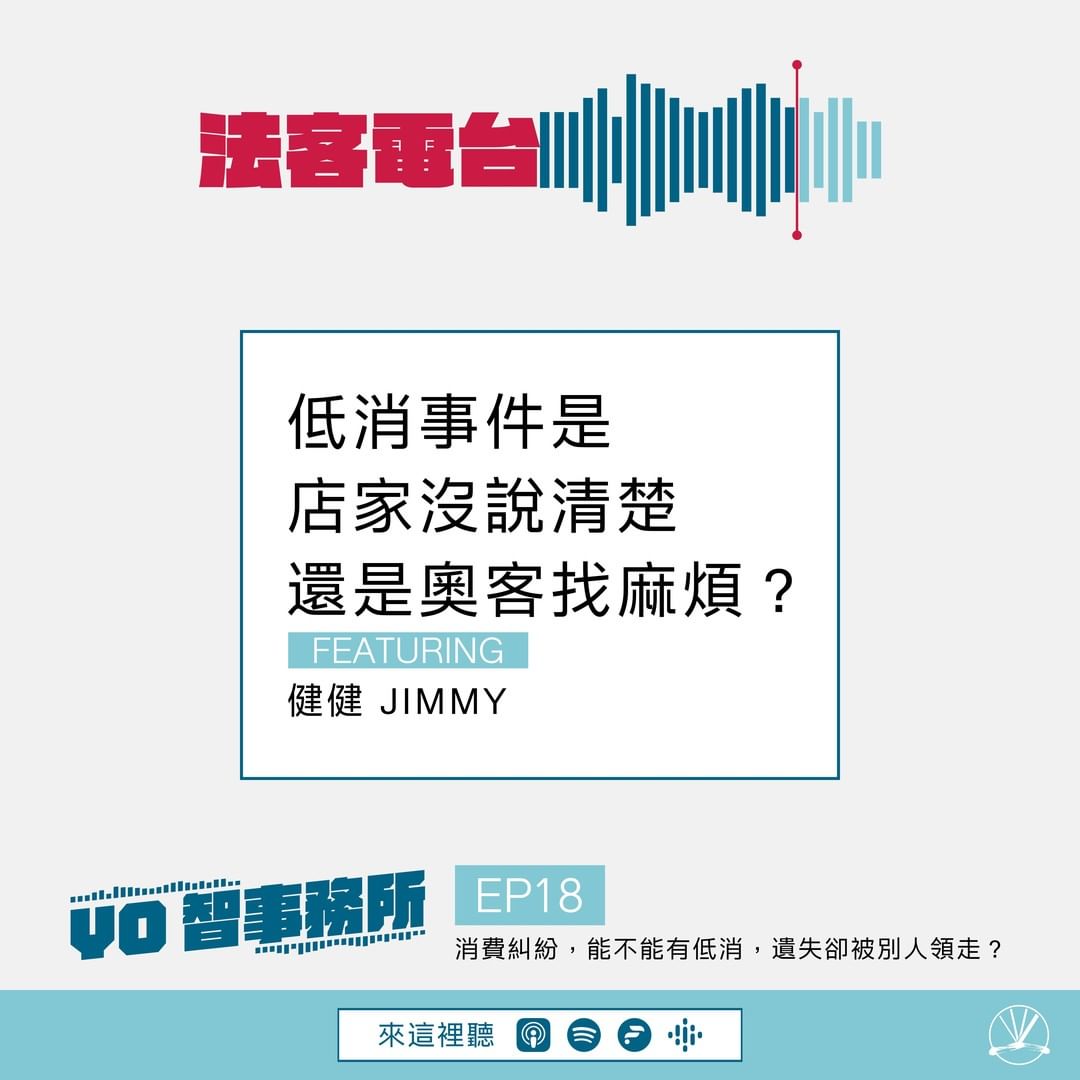 法客電台
低消事件是
店家沒說清楚
還是奧客找麻煩？
FEATURING
健健 JIMMY
YO 智事務所
EP18
消費糾紛，能不能有低消，遺失卻被別人領走？
來這裡聽